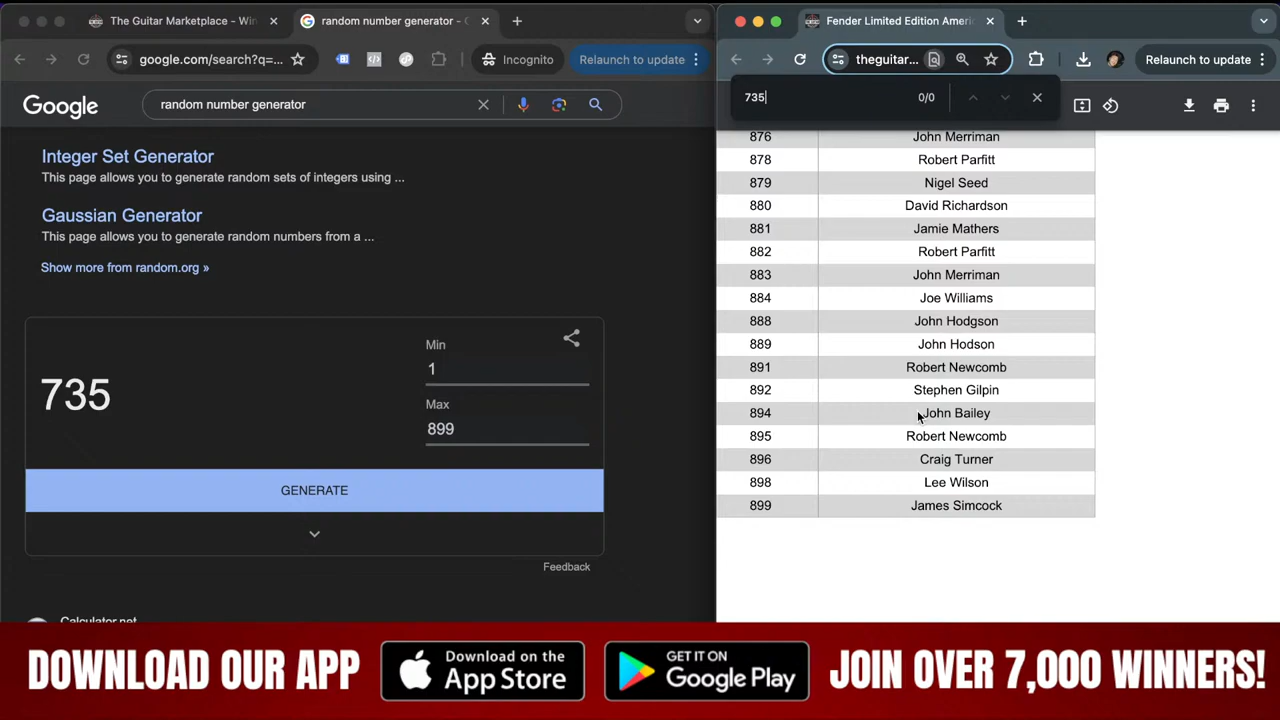 The Guitar Marketplace - Win
random number generator - G
google.com/search?q=...
Incognito
Relaunch to update
Google
random number generator
Integer Set Generator
This page allows you to generate random sets of integers using ...
Gaussian Generator
This page allows you to generate random numbers from a ...
Show more from random.org »
735
Min
1
Max
899
GENERATE
Feedback
Calculator.net
Fender Limited Edition Ameri
theguitar...
Relaunch to update
735
0/0
876 John Merriman
878 Robert Parfitt
879 Nigel Seed
880 David Richardson
881 Jamie Mathers
882 Robert Parfitt
883 John Merriman
884 Joe Williams
888 John Hodgson
889 John Hodson
891 Robert Newcomb
892 Stephen Gilpin
894 John Bailey
895 Robert Newcomb
896 Craig Turner
898 Lee Wilson
899 James Simcock
DOWNLOAD OUR APP
Download on the
App Store
GET IT ON
Google Play
JOIN OVER 7,000 WINNERS!